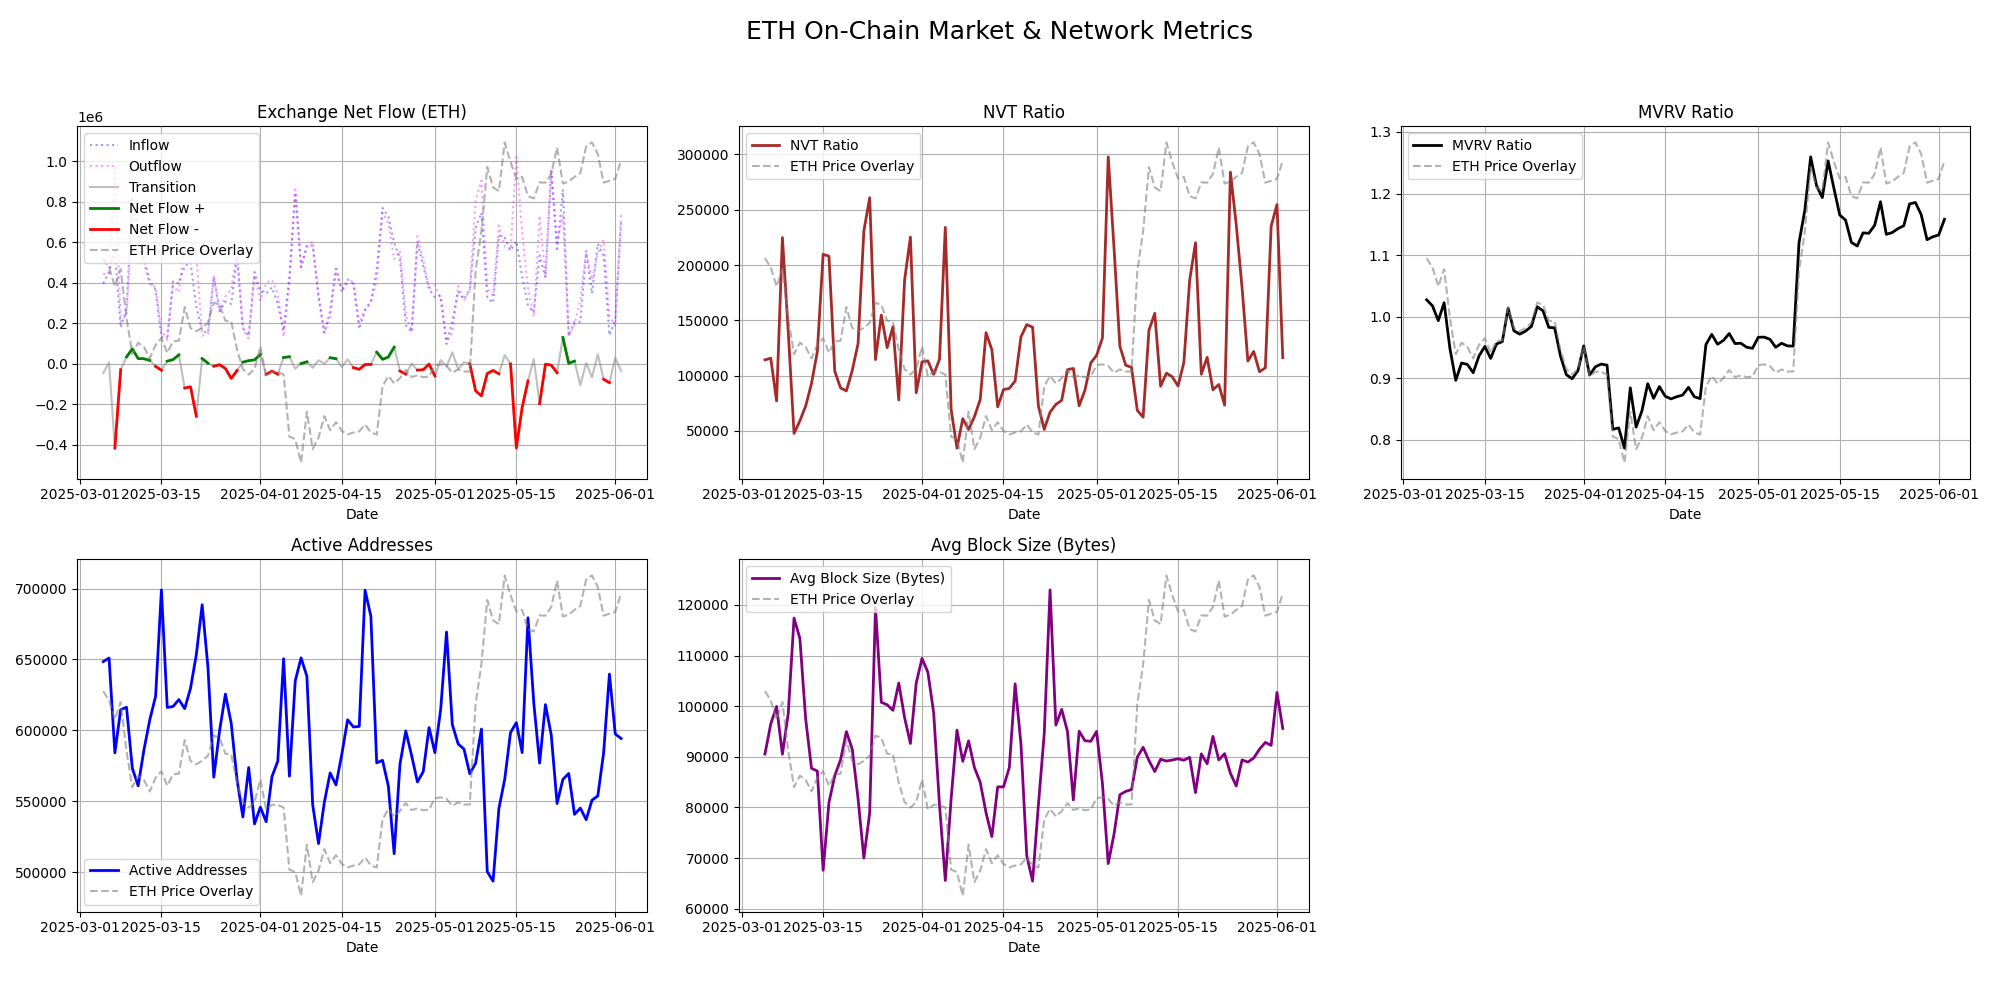 ETH On-Chain Market & Network Metrics
Exchange Net Flow (ETH)
1e6
Inflow
Outflow
Transition
Net Flow +
Net Flow -
ETH Price Overlay
1.0
0.8
0.6
0.4
0.2
0.0
−0.2
−0.4
2025-03-01 2025-03-15 2025-04-01 2025-04-15 2025-05-01 2025-05-15 2025-06-01
Date
NVT Ratio
NVT Ratio
ETH Price Overlay
300000
250000
200000
150000
100000
50000
2025-03-01 2025-03-15 2025-04-01 2025-04-15 2025-05-01 2025-05-15 2025-06-01
Date
MVRV Ratio
MVRV Ratio
ETH Price Overlay
1.3
1.2
1.1
1.0
0.9
0.8
2025-03-01 2025-03-15 2025-04-01 2025-04-15 2025-05-01 2025-05-15 2025-06-01
Date
Active Addresses
700000
650000
600000
550000
500000
Active Addresses
ETH Price Overlay
2025-03-01 2025-03-15 2025-04-01 2025-04-15 2025-05-01 2025-05-15 2025-06-01
Date
Avg Block Size (Bytes)
Avg Block Size (Bytes)
ETH Price Overlay
120000
110000
100000
90000
80000
70000
60000
2025-03-01 2025-03-15 2025-04-01 2025-04-15 2025-05-01 2025-05-15 2025-06-01
Date